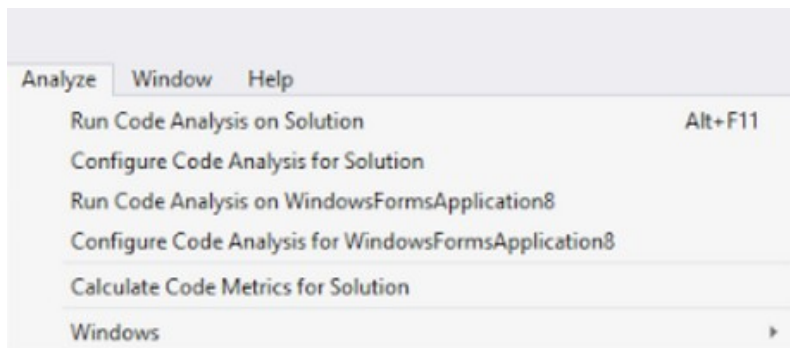 Analyze Window Help
Run Code Analysis on Solution Alt+F11
Configure Code Analysis for Solution
Run Code Analysis on WindowsFormsApplication8
Configure Code Analysis for WindowsFormsApplication8
Calculate Code Metrics for Solution
Windows